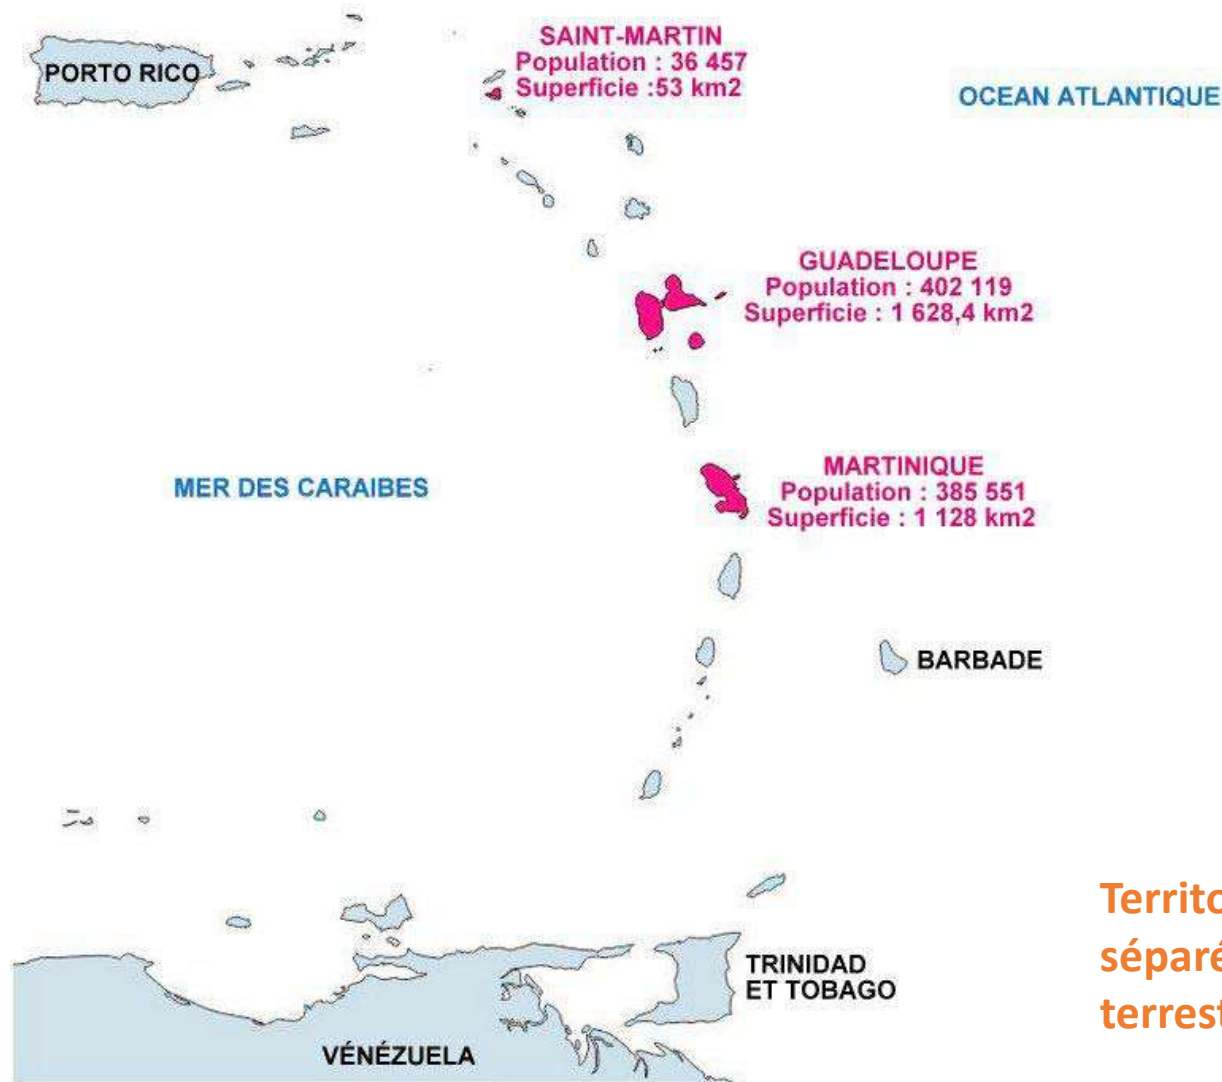 SAINT-MARTIN
Population : 36 457
Superficie :53 km2
PORTO RICO
OCEAN ATLANTIQUE
GUADELOUPE
Population : 402 119
Superficie : 1 628,4 km2
MER DES CARAIBES
MARTINIQUE
Population : 385 551
Superficie : 1 128 km2
BARBADE
TRINIDAD
ET TOBAGO
VÉNÉZUELA